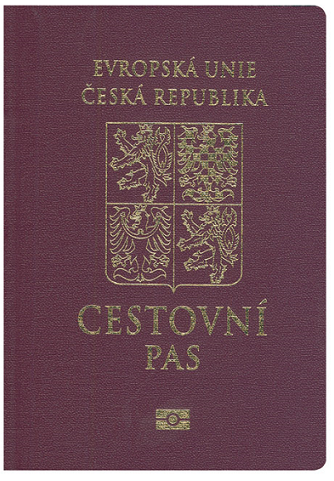 EVROPSKÁ UNIE
ČESKÁ REPUBLIKA
CESTOVNÍ
PAS